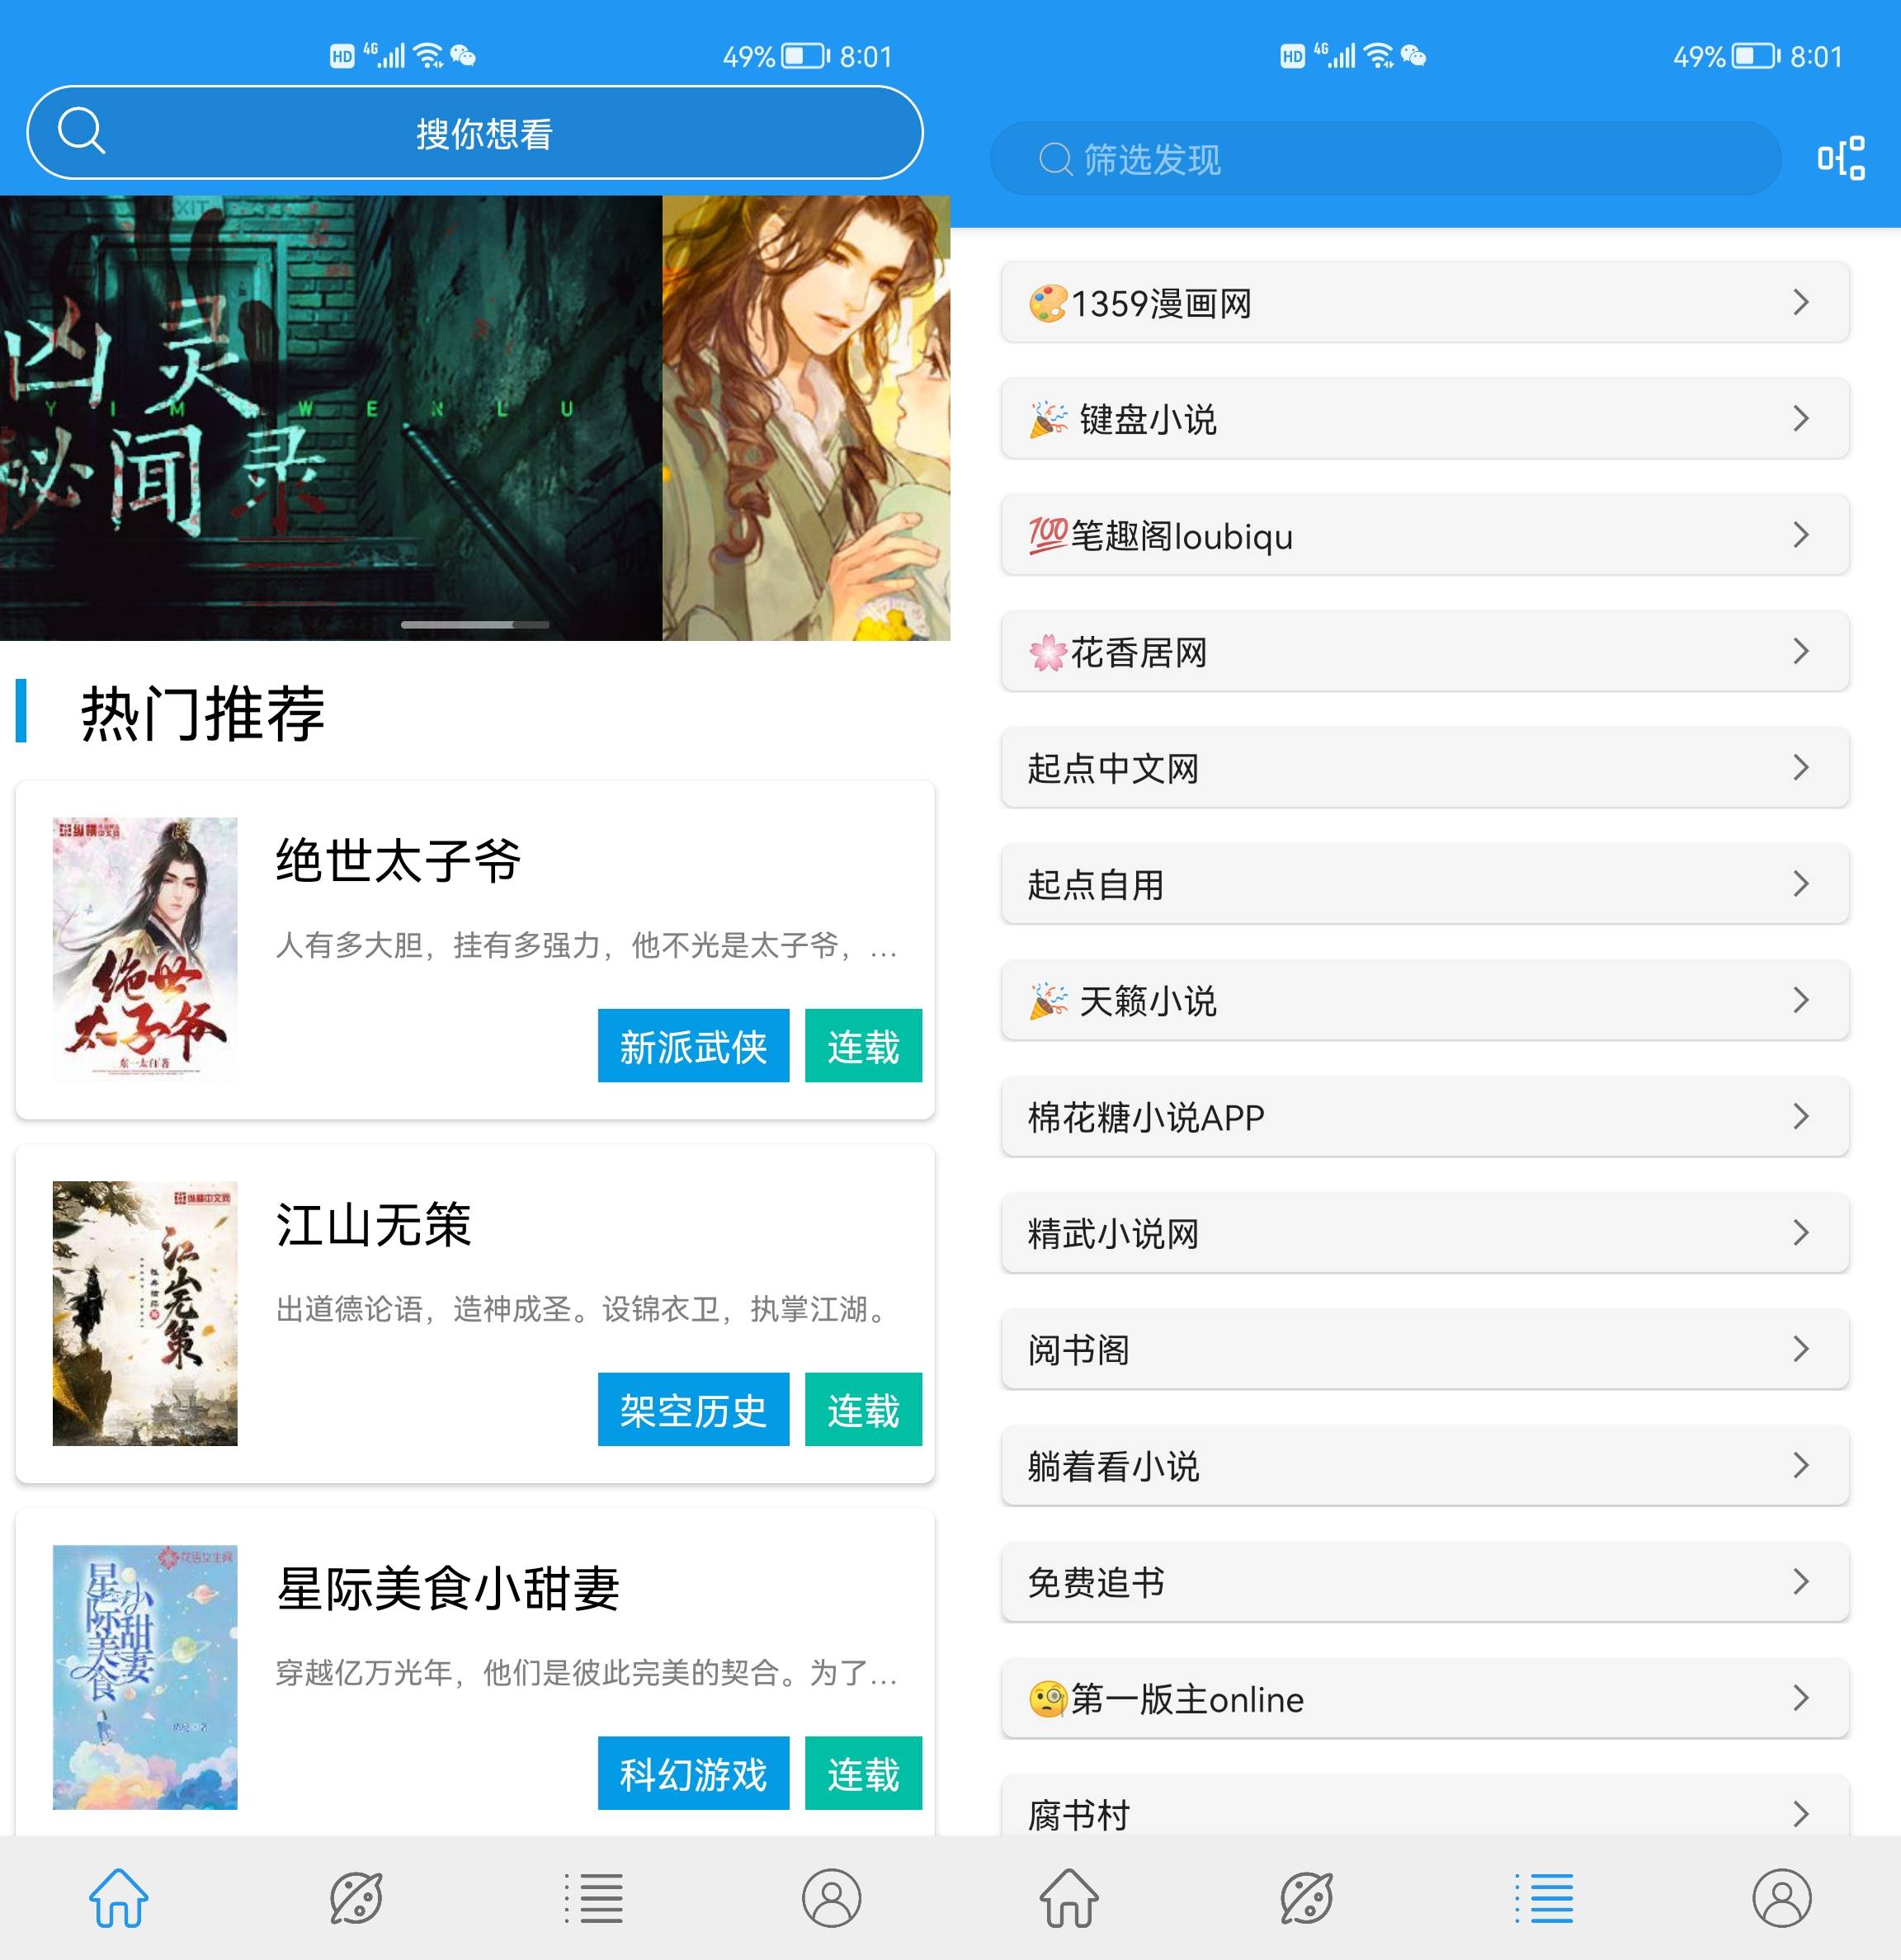 HD 4G 49% 8:01
搜你想看
EXIT
凶灵
Y I M W E N L U
秘闻录
热门推荐
纵横中文网
绝世太子爷
东一太白/著
绝世太子爷
人有多大胆，挂有多强力，他不光是太子爷，...
新派武侠 连载
纵横中文网
江山无策
江山无策
出道德论语，造神成圣。设锦衣卫，执掌江湖。
架空历史 连载
花语女生网
星际美食小甜妻
星际美食小甜妻
穿越亿万光年，他们是彼此完美的契合。为了...
科幻游戏 连载
HD 4G 49% 8:01
筛选发现
1359漫画网
🎉 键盘小说
💯笔趣阁loubiqu
🌸花香居网
起点中文网
起点自用
🎉 天籁小说
棉花糖小说APP
精武小说网
阅书阁
躺着看小说
免费追书
🧐第一版主online
腐书村